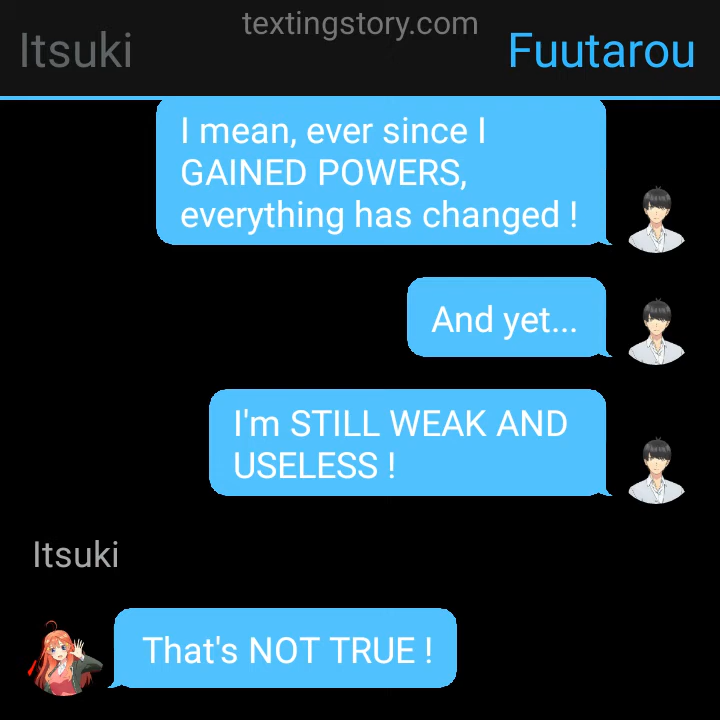 textingstory.com
Itsuki
Fuutarou
I mean, ever since I
GAINED POWERS,
everything has changed !
And yet...
I'm STILL WEAK AND
USELESS !
Itsuki
That's NOT TRUE !